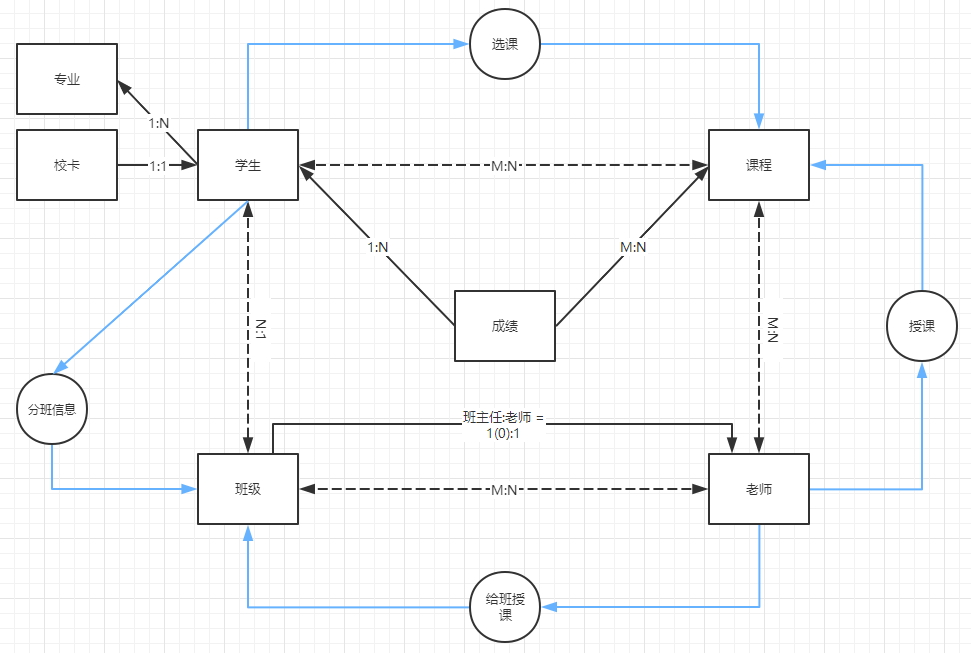 选课
专业
1:N
校卡
1:1
学生
M:N
课程
1:N
M:N
N:1
成绩
M:N
授课
分班信息
班主任:老师 =
1(0):1
班级
M:N
老师
给班授
课